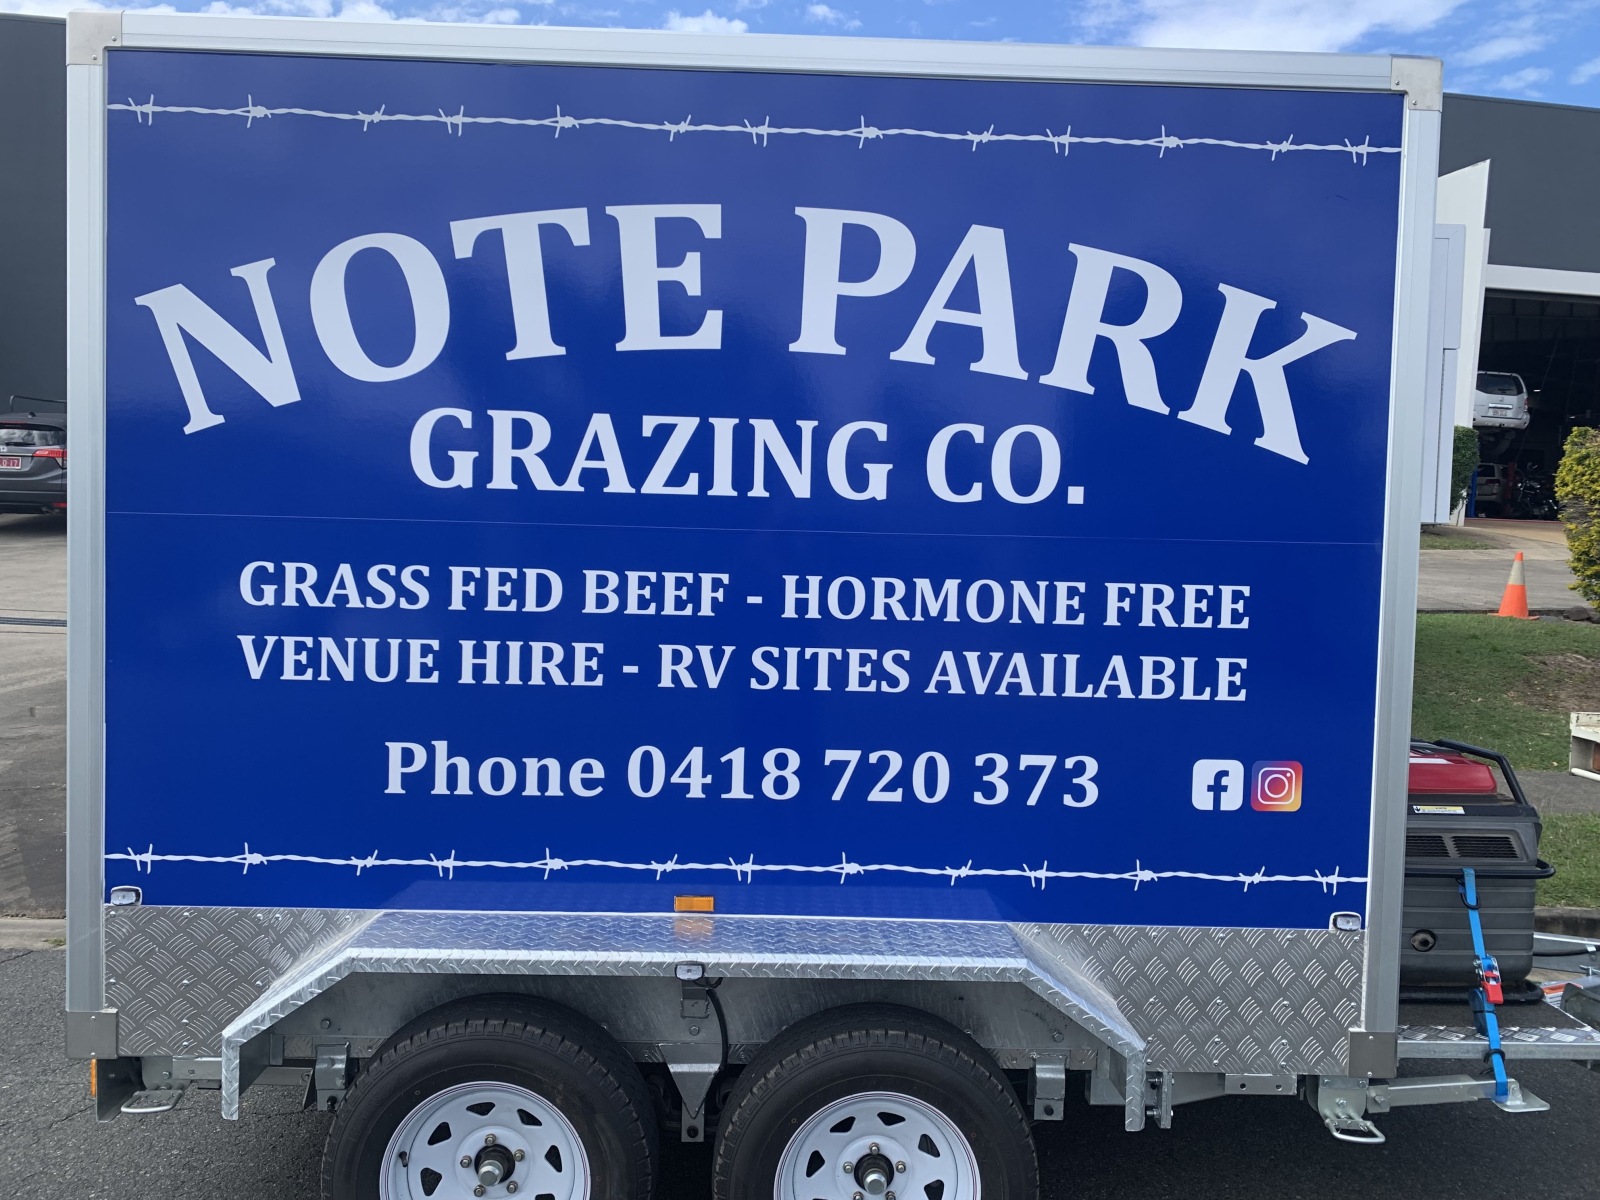 NOTE PARK
GRAZING CO.
GRASS FED BEEF - HORMONE FREE
VENUE HIRE - RV SITES AVAILABLE
Phone 0418 720 373